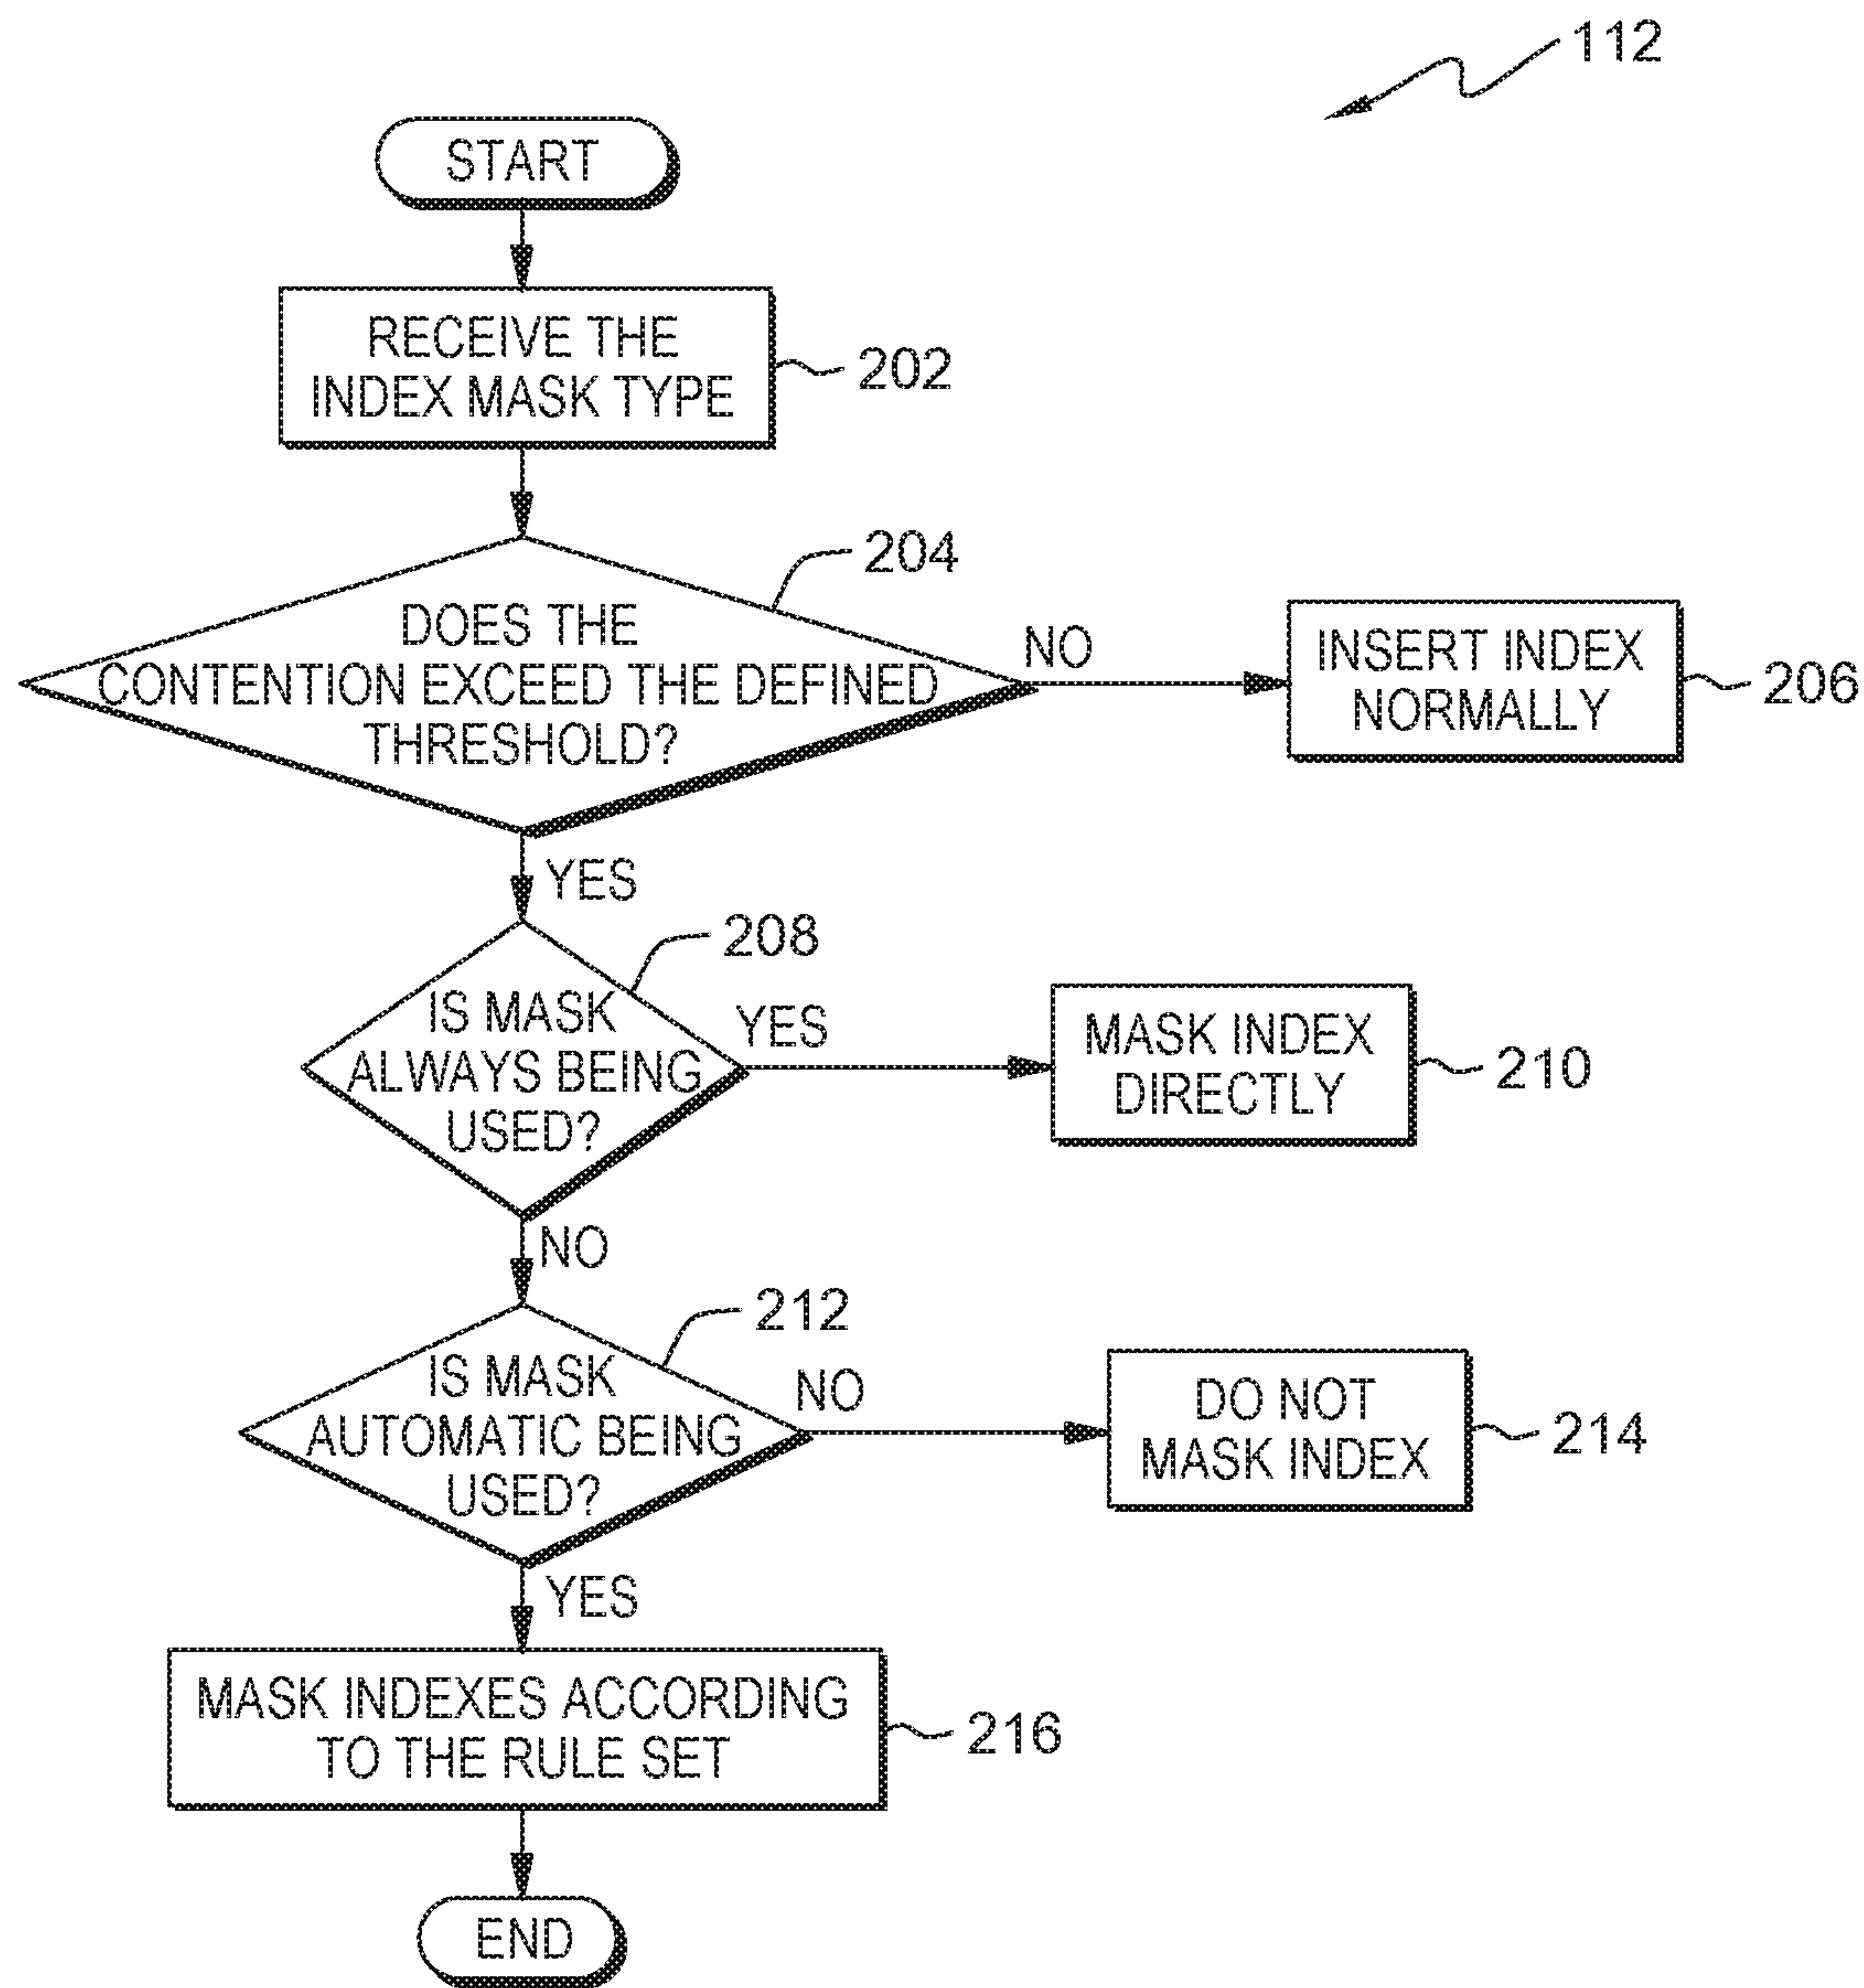 112
START
RECEIVE THE
INDEX MASK TYPE
202
204
DOES THE
CONTENTION EXCEED THE DEFINED
THRESHOLD?
NO
INSERT INDEX
NORMALLY
206
YES
208
IS MASK
ALWAYS BEING
USED?
YES
MASK INDEX
DIRECTLY
210
NO
212
IS MASK
AUTOMATIC BEING
USED?
NO
DO NOT
MASK INDEX
214
YES
MASK INDEXES ACCORDING
TO THE RULE SET
216
END